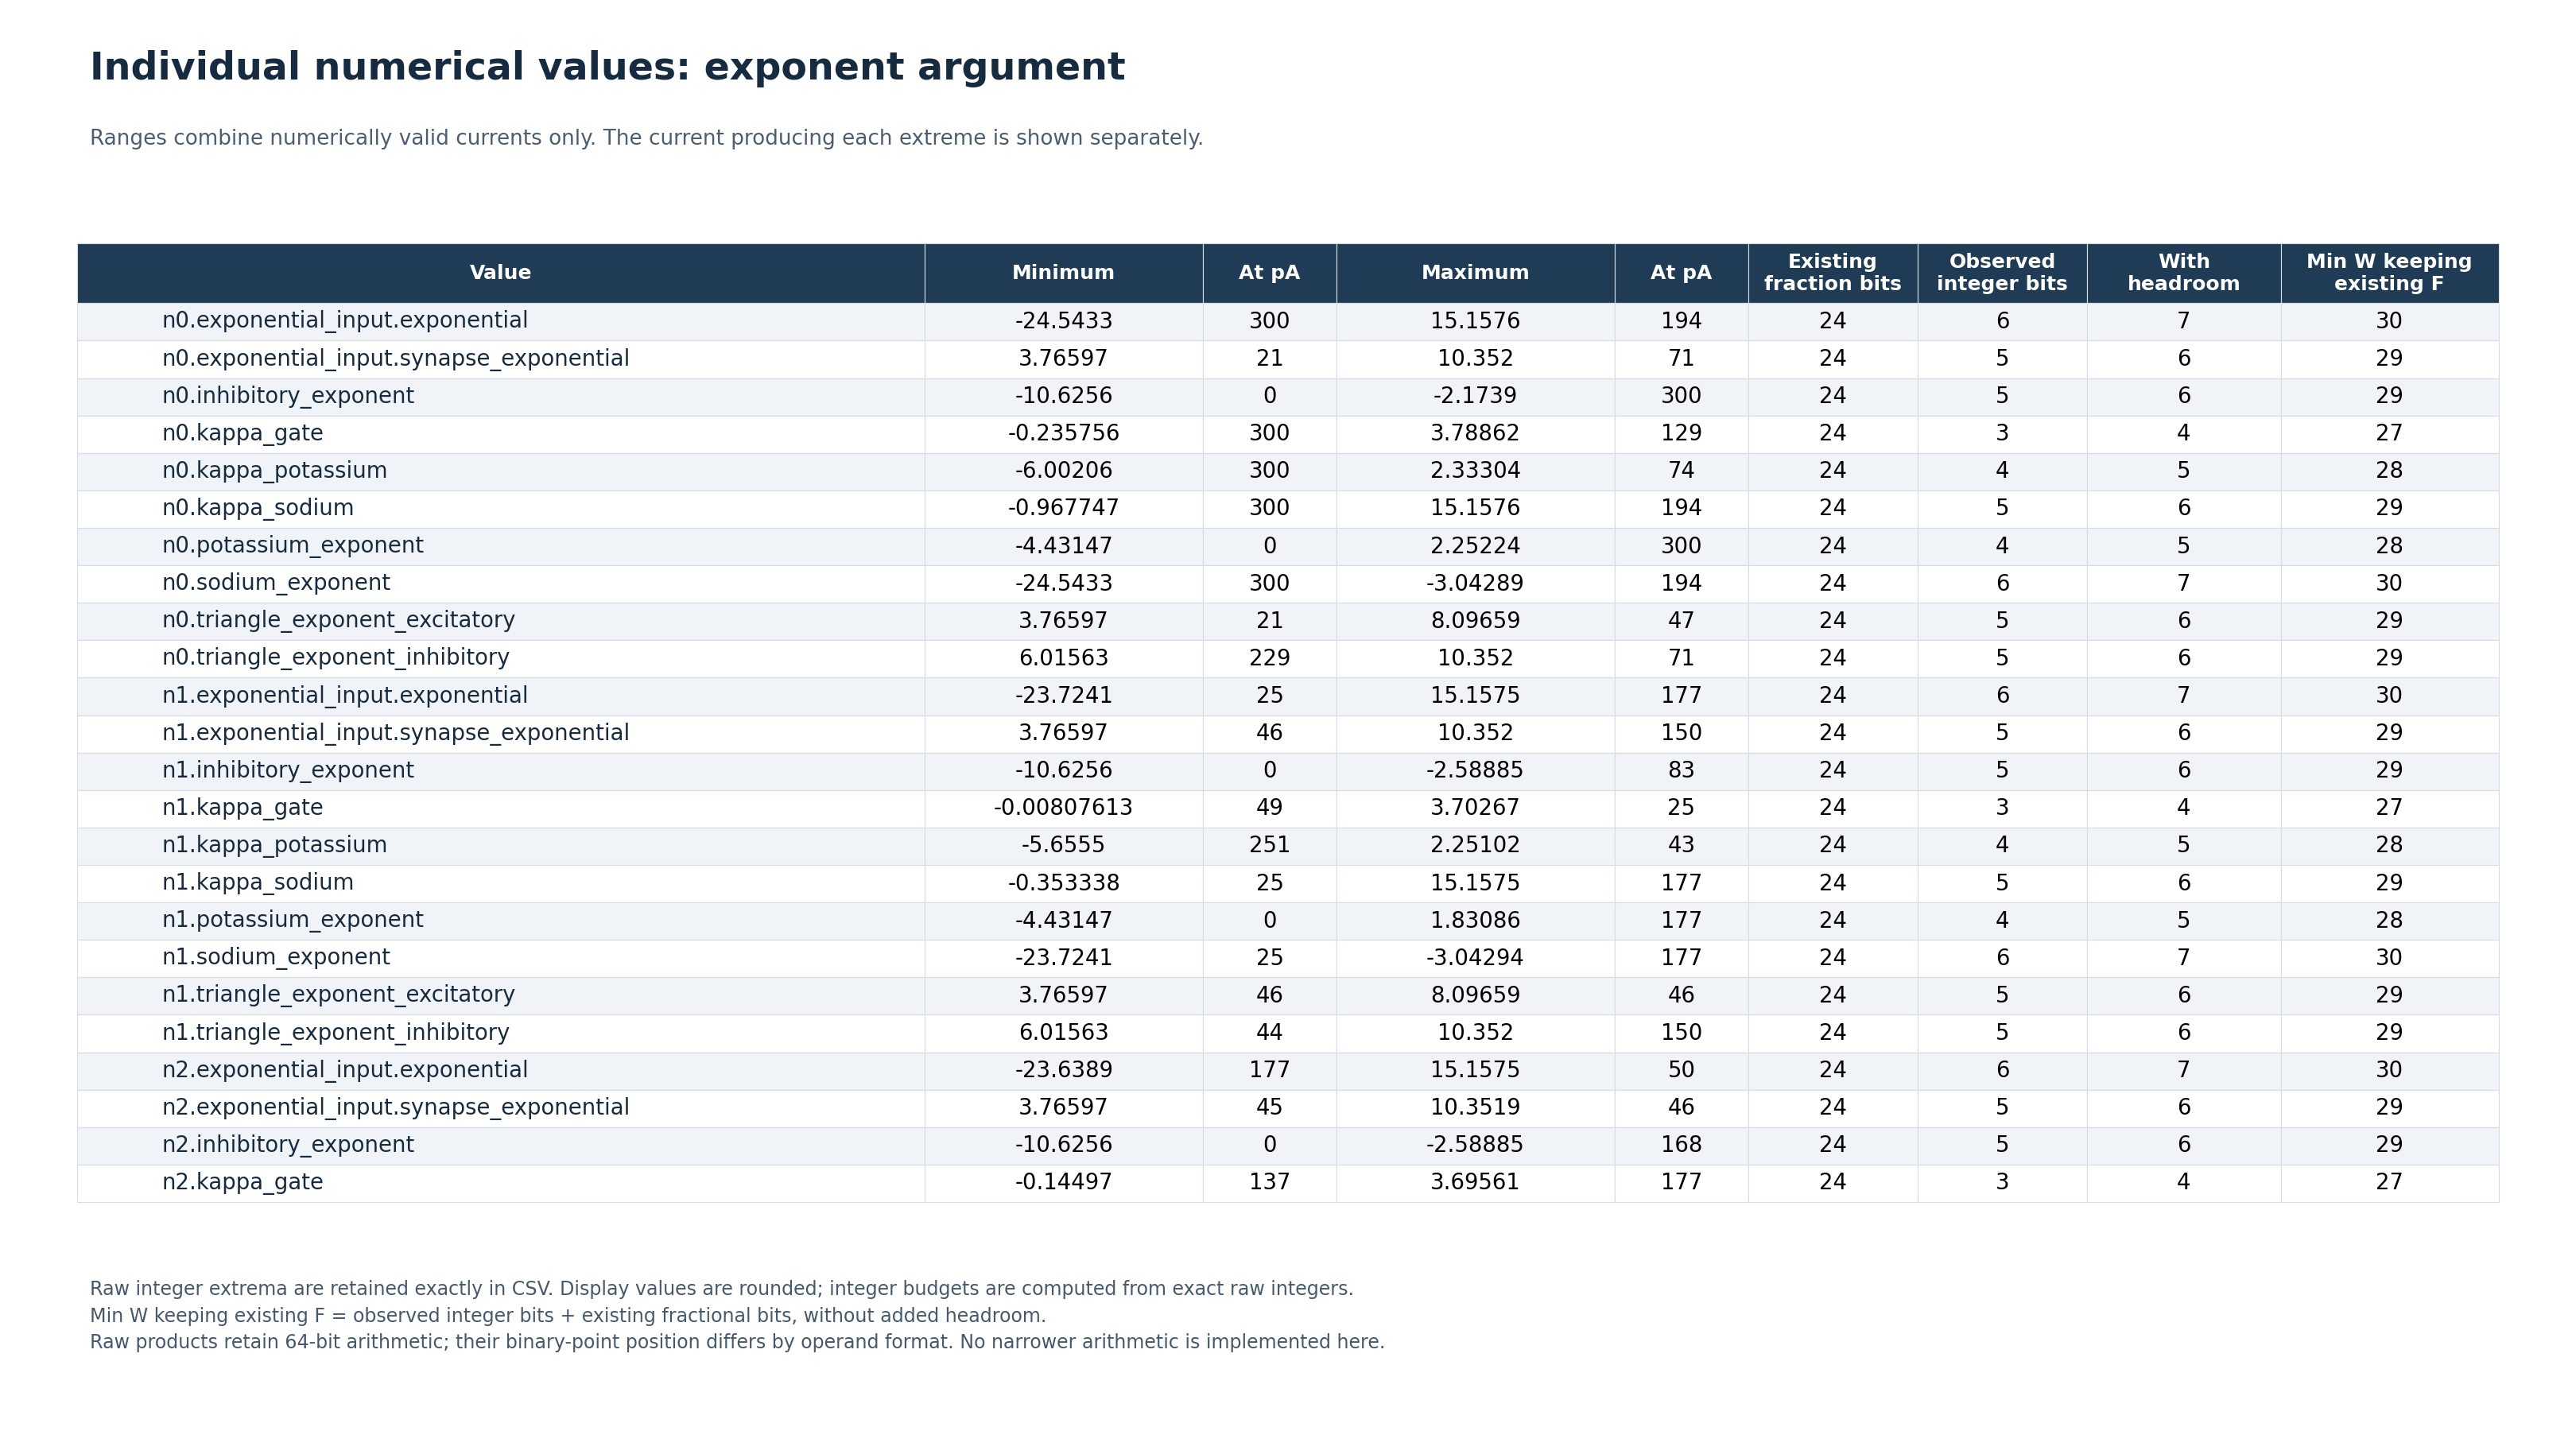 Individual numerical values: exponent argument
Ranges combine numerically valid currents only. The current producing each extreme is shown separately.
Value Minimum At pA Maximum At pA Existing fraction bits Observed integer bits With headroom Min W keeping existing F
n0.exponential_input.exponential -24.5433 300 15.1576 194 24 6 7 30
n0.exponential_input.synapse_exponential 3.76597 21 10.352 71 24 5 6 29
n0.inhibitory_exponent -10.6256 0 -2.1739 300 24 5 6 29
n0.kappa_gate -0.235756 300 3.78862 129 24 3 4 27
n0.kappa_potassium -6.00206 300 2.33304 74 24 4 5 28
n0.kappa_sodium -0.967747 300 15.1576 194 24 5 6 29
n0.potassium_exponent -4.43147 0 2.25224 300 24 4 5 28
n0.sodium_exponent -24.5433 300 -3.04289 194 24 6 7 30
n0.triangle_exponent_excitatory 3.76597 21 8.09659 47 24 5 6 29
n0.triangle_exponent_inhibitory 6.01563 229 10.352 71 24 5 6 29
n1.exponential_input.exponential -23.7241 25 15.1575 177 24 6 7 30
n1.exponential_input.synapse_exponential 3.76597 46 10.352 150 24 5 6 29
n1.inhibitory_exponent -10.6256 0 -2.58885 83 24 5 6 29
n1.kappa_gate -0.00807613 49 3.70267 25 24 3 4 27
n1.kappa_potassium -5.6555 251 2.25102 43 24 4 5 28
n1.kappa_sodium -0.353338 25 15.1575 177 24 5 6 29
n1.potassium_exponent -4.43147 0 1.83086 177 24 4 5 28
n1.sodium_exponent -23.7241 25 -3.04294 177 24 6 7 30
n1.triangle_exponent_excitatory 3.76597 46 8.09659 46 24 5 6 29
n1.triangle_exponent_inhibitory 6.01563 44 10.352 150 24 5 6 29
n2.exponential_input.exponential -23.6389 177 15.1575 50 24 6 7 30
n2.exponential_input.synapse_exponential 3.76597 45 10.3519 46 24 5 6 29
n2.inhibitory_exponent -10.6256 0 -2.58885 168 24 5 6 29
n2.kappa_gate -0.14497 137 3.69561 177 24 3 4 27
Raw integer extrema are retained exactly in CSV. Display values are rounded; integer budgets are computed from exact raw integers.
Min W keeping existing F = observed integer bits + existing fractional bits, without added headroom.
Raw products retain 64-bit arithmetic; their binary-point position differs by operand format. No narrower arithmetic is implemented here.